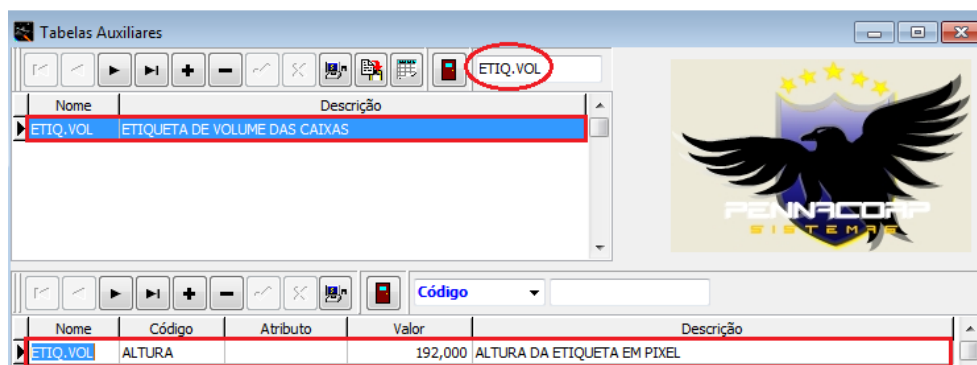 Tabelas Auxiliares
ETIQ.VOL
Nome Descrição
ETIQ.VOL ETIQUETA DE VOLUME DAS CAIXAS
PENNACORP
SISTEMAS
Código
Nome Código Atributo Valor Descrição
ETIQ.VOL ALTURA 192,000 ALTURA DA ETIQUETA EM PIXEL